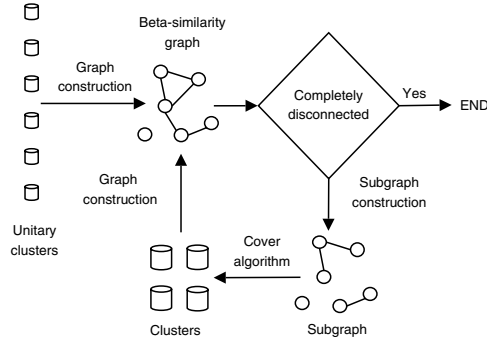 Beta-similarity
graph
Graph
construction
Completely
disconnected
Yes
END
Graph
construction
Subgraph
construction
Unitary
clusters
Cover
algorithm
Clusters
Subgraph